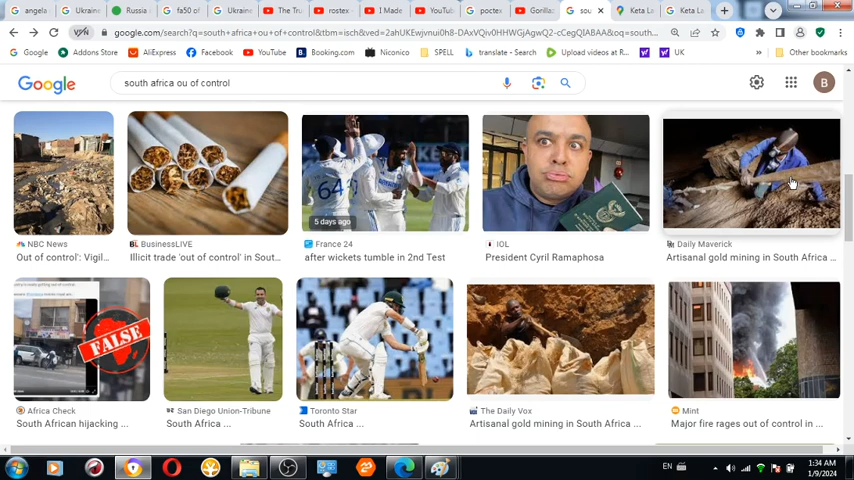 angela
Ukraine
Russia
fa50 of
Ukraine
The Tru
rostex -
I Made
YouTu
poctex
Gorilla
sou
Keta La
Keta La
VPN
google.com/search?q=south+africa+ou+of+control&tbm=isch&ved=2ahUKEwjvnui0h8-DAxVQiv0HHWGrAgwQ2-cCegQIABAA&oq=south...
Google
Addons Store
AliExpress
Facebook
YouTube
Booking.com
Niconico
SPELL
translate - Search
Upload videos at R...
UK
Other bookmarks
Google
south africa ou of control
B
64
5 days ago
NBC News
BusinessLIVE
France 24
IOL
Daily Maverick
Out of control': Vigil...
Illicit trade 'out of control' in Sout...
after wickets tumble in 2nd Test
President Cyril Ramaphosa
Artisanal gold mining in South Africa ...
FALSE
Africa Check
San Diego Union-Tribune
Toronto Star
The Daily Vox
Mint
South African hijacking ...
South Africa ...
South Africa ...
Artisanal gold mining in South Africa ...
Major fire rages out of control in ...
EN
1:34 AM
1/9/2024